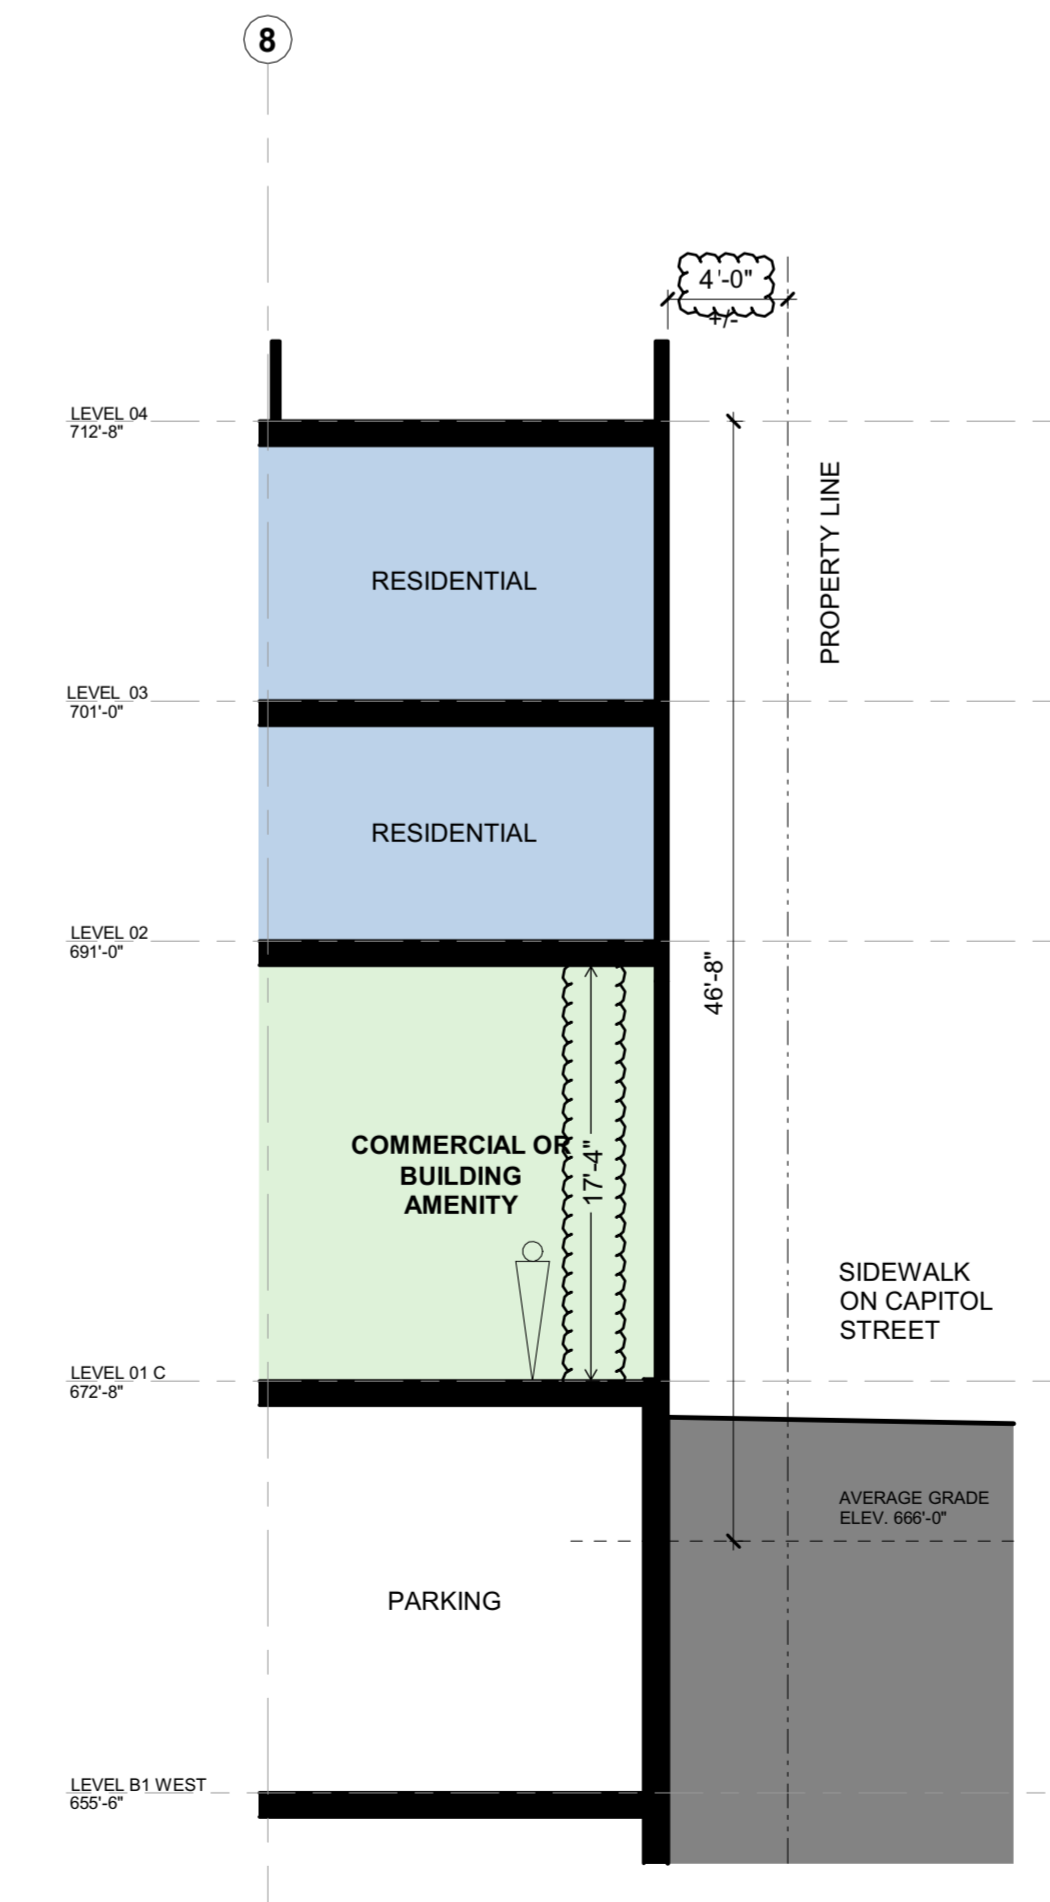 8
4'-0"
+/-
LEVEL 04
712'-8"
PROPERTY LINE
RESIDENTIAL
LEVEL 03
701'-0"
RESIDENTIAL
LEVEL 02
691'-0"
46'-8"
COMMERCIAL OR
BUILDING
AMENITY
17'-4"
SIDEWALK
ON CAPITOL
STREET
LEVEL 01 C
672'-8"
AVERAGE GRADE
ELEV. 666'-0"
PARKING
LEVEL B1 WEST
655'-6"